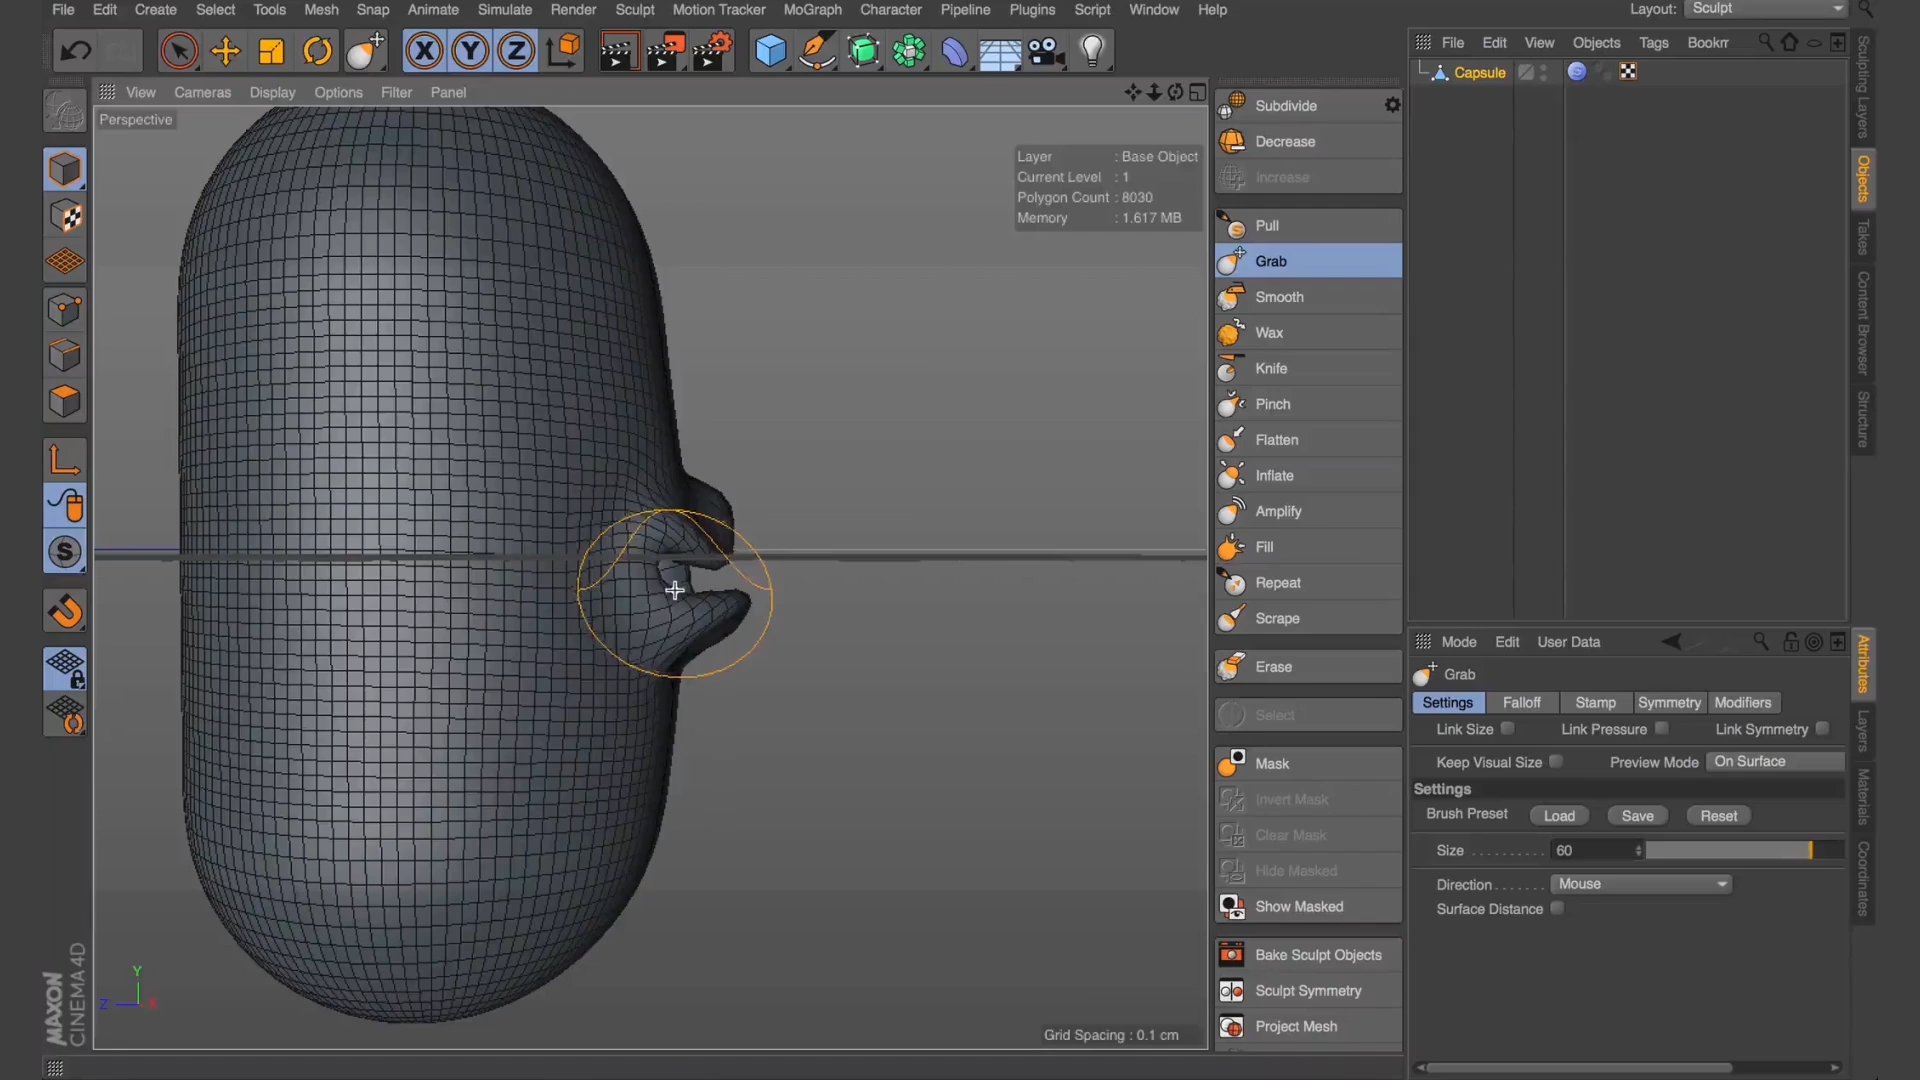 File Edit Create Select Tools Mesh Snap Animate Simulate Render Sculpt Motion Tracker MoGraph Character Pipeline Plugins Script Window Help
Layout: Sculpt
X Y Z
View Cameras Display Options Filter Panel
Perspective
Layer : Base Object
Current Level : 1
Polygon Count : 8030
Memory : 1.617 MB
S
Y
Z X
Grid Spacing : 0.1 cm
MAXON
CINEMA 4D
Subdivide
Decrease
Increase
Pull
Grab
Smooth
Wax
Knife
Pinch
Flatten
Inflate
Amplify
Fill
Repeat
Scrape
Erase
Select
Mask
Invert Mask
Clear Mask
Hide Masked
Show Masked
Bake Sculpt Objects
Sculpt Symmetry
Project Mesh
File Edit View Objects Tags Bookm
Capsule
Sculpting Layers
Objects
Takes
Content Browser
Structure
Mode Edit User Data
Grab
Settings Falloff Stamp Symmetry Modifiers
Link Size Link Pressure Link Symmetry
Keep Visual Size Preview Mode On Surface
Settings
Brush Preset Load Save Reset
Size . . . . . . . . . . 60
Direction . . . . . . Mouse
Surface Distance
Attributes
Layers
Materials
Coordinates